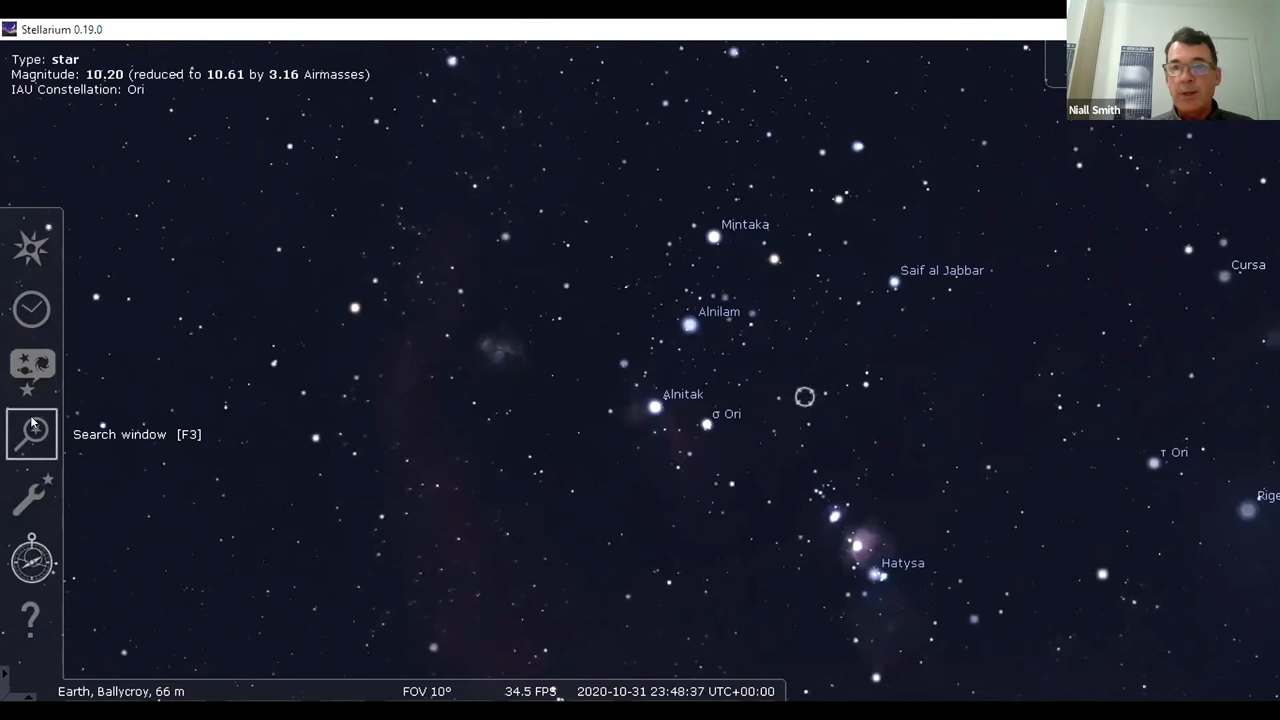 Stellarium 0.19.0
Type: star
Magnitude: 10.20 (reduced to 10.61 by 3.16 Airmasses)
IAU Constellation: Ori
Niall Smith
Mintaka
Saif al Jabbar
Cursa
Alnilam
Alnitak
σ Ori
Search window [F3]
τ Ori
Rige
Hatysa
Earth, Ballycroy, 66 m
FOV 10°
34.5 FPS
2020-10-31 23:48:37 UTC+00:00